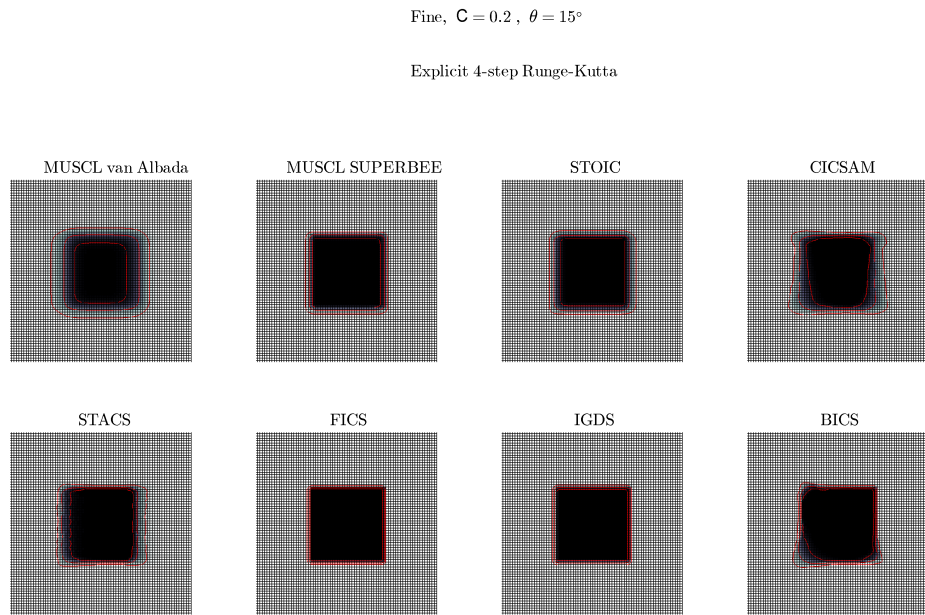 Fine, C = 0.2 , θ = 15°
Explicit 4-step Runge-Kutta
MUSCL van Albada MUSCL SUPERBEE STOIC CICSAM
STACS FICS IGDS BICS